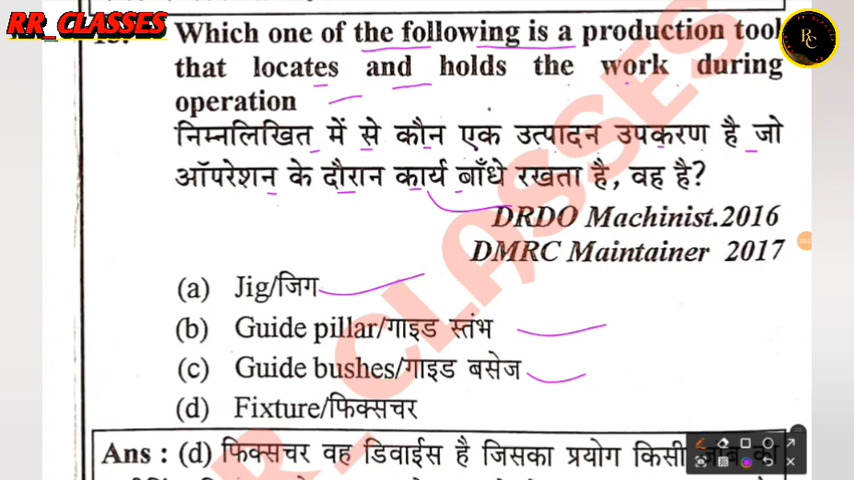 RR_CLASSES
RC
Which one of the following is a production tool
that locates and holds the work during
operation
निम्नलिखित में से कौन एक उत्पादन उपकरण है जो
ऑपरेशन के दौरान कार्य बाँधे रखता है, वह है?
DRDO Machinist.2016
DMRC Maintainer 2017
(a) Jig/जिग
(b) Guide pillar/गाइड स्तंभ
(c) Guide bushes/गाइड बसेज
(d) Fixture/फिक्सचर
RR_CLASSES
Ans : (d) फिक्सचर वह डिवाईस है जिसका प्रयोग किसी जॉब की